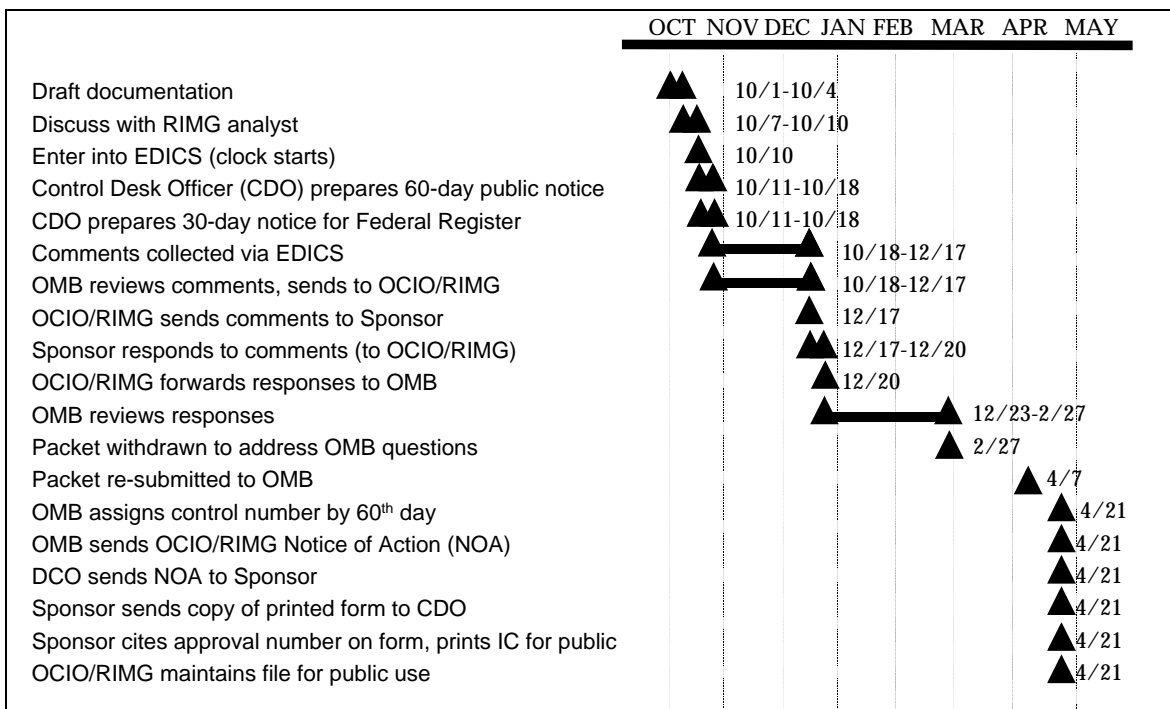 OCT NOV DEC JAN FEB MAR APR MAY
Draft documentation 10/1-10/4
Discuss with RIMG analyst 10/7-10/10
Enter into EDICS (clock starts) 10/10
Control Desk Officer (CDO) prepares 60-day public notice 10/11-10/18
CDO prepares 30-day notice for Federal Register 10/11-10/18
Comments collected via EDICS 10/18-12/17
OMB reviews comments, sends to OCIO/RIMG 10/18-12/17
OCIO/RIMG sends comments to Sponsor 12/17
Sponsor responds to comments (to OCIO/RIMG) 12/17-12/20
OCIO/RIMG forwards responses to OMB 12/20
OMB reviews responses 12/23-2/27
Packet withdrawn to address OMB questions 2/27
Packet re-submitted to OMB 4/7
OMB assigns control number by 60th day 4/21
OMB sends OCIO/RIMG Notice of Action (NOA) 4/21
DCO sends NOA to Sponsor 4/21
Sponsor sends copy of printed form to CDO 4/21
Sponsor cites approval number on form, prints IC for public 4/21
OCIO/RIMG maintains file for public use 4/21